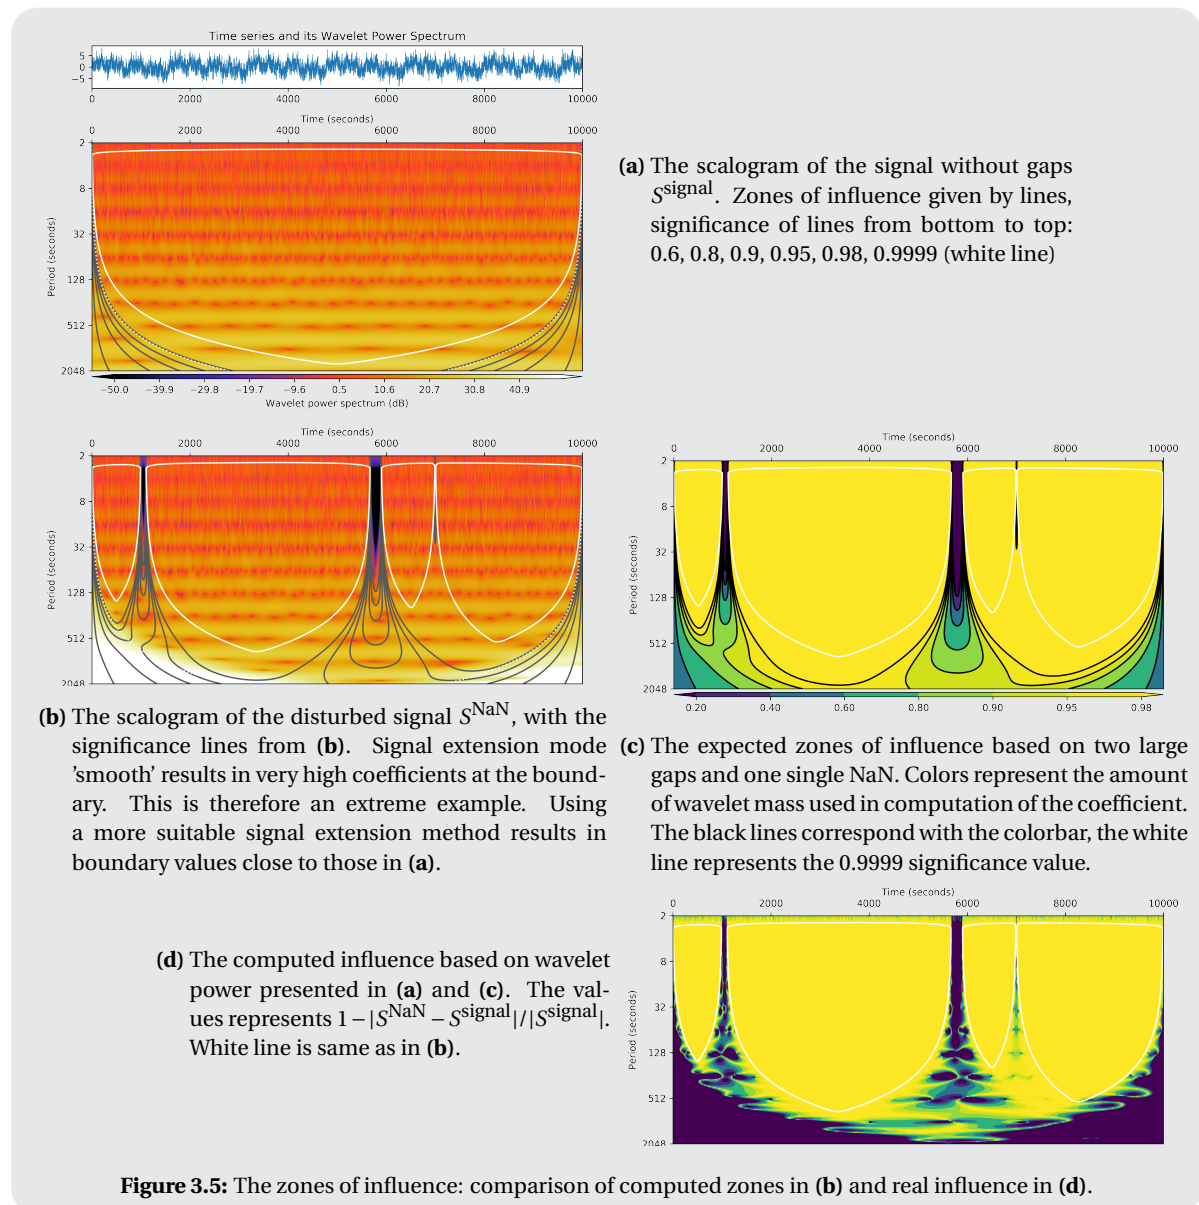 Time series and its Wavelet Power Spectrum
5
0
−5
0 2000 4000 6000 8000 10000
Time (seconds)
0 2000 4000 6000 8000 10000
Period (seconds)
2
8
32
128
512
2048
−50.0 −39.9 −29.8 −19.7 −9.6 0.5 10.6 20.7 30.8 40.9
Wavelet power spectrum (dB)
(a) The scalogram of the signal without gaps
S^signal. Zones of influence given by lines,
significance of lines from bottom to top:
0.6, 0.8, 0.9, 0.95, 0.98, 0.9999 (white line)
Time (seconds)
0 2000 4000 6000 8000 10000
Period (seconds)
2
8
32
128
512
2048
(b) The scalogram of the disturbed signal S^NaN, with the
significance lines from (b). Signal extension mode
'smooth' results in very high coefficients at the bound-
ary. This is therefore an extreme example. Using
a more suitable signal extension method results in
boundary values close to those in (a).
Time (seconds)
0 2000 4000 6000 8000 10000
Period (seconds)
2
8
32
128
512
2048
0.20 0.40 0.60 0.80 0.90 0.95 0.98
(c) The expected zones of influence based on two large
gaps and one single NaN. Colors represent the amount
of wavelet mass used in computation of the coefficient.
The black lines correspond with the colorbar, the white
line represents the 0.9999 significance value.
(d) The computed influence based on wavelet
power presented in (a) and (c). The val-
ues represents 1 − |S^NaN − S^signal|/|S^signal|.
White line is same as in (b).
Time (seconds)
0 2000 4000 6000 8000 10000
Period (seconds)
2
8
32
128
512
2048
Figure 3.5: The zones of influence: comparison of computed zones in (b) and real influence in (d).